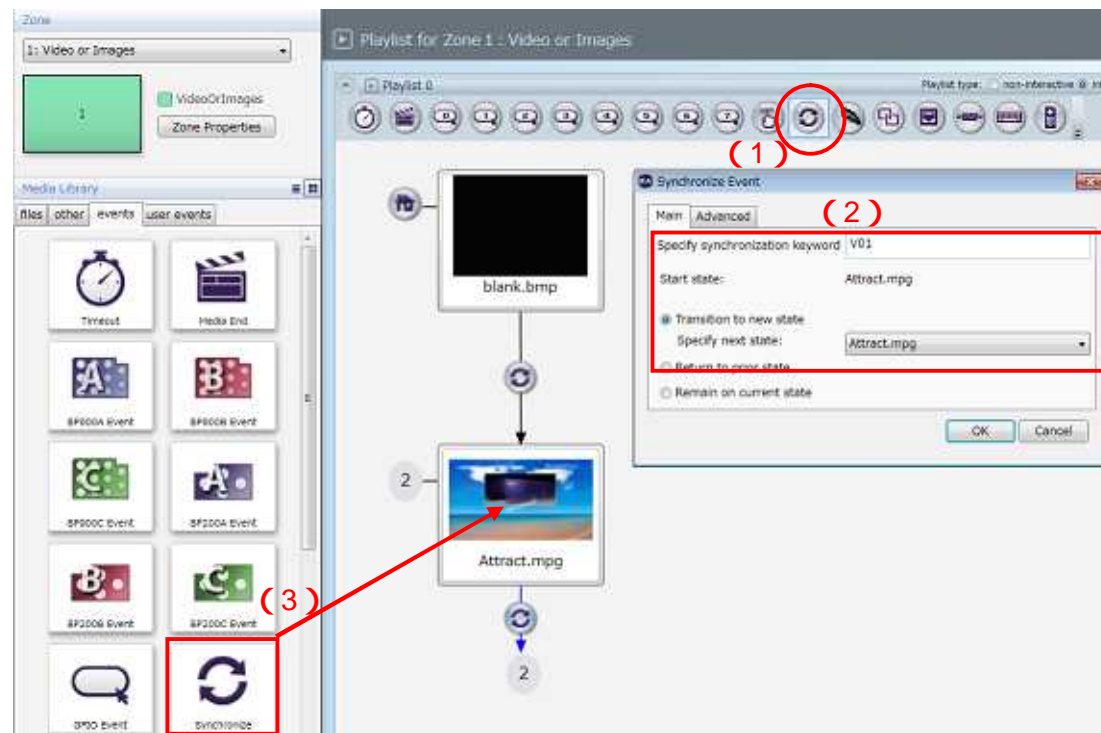 Zone
1: Video or Images
1
VideoOrImages
Zone Properties
Media Library
files other events user events
Timeout
Media End
BP900A Event
BP900B Event
BP900C Event
BP200A Event
BP200B Event
BP200C Event
GPIO Event
Synchronize
(3)
Playlist for Zone 1 : Video or Images
Playlist 0
Playlist type: non-interactive
(1)
blank.bmp
2
Attract.mpg
2
Synchronize Event
(2)
Main Advanced
Specify synchronization keyword V01
Start state: Attract.mpg
Transition to new state
Specify next state: Attract.mpg
Return to prior state
Remain on current state
OK Cancel